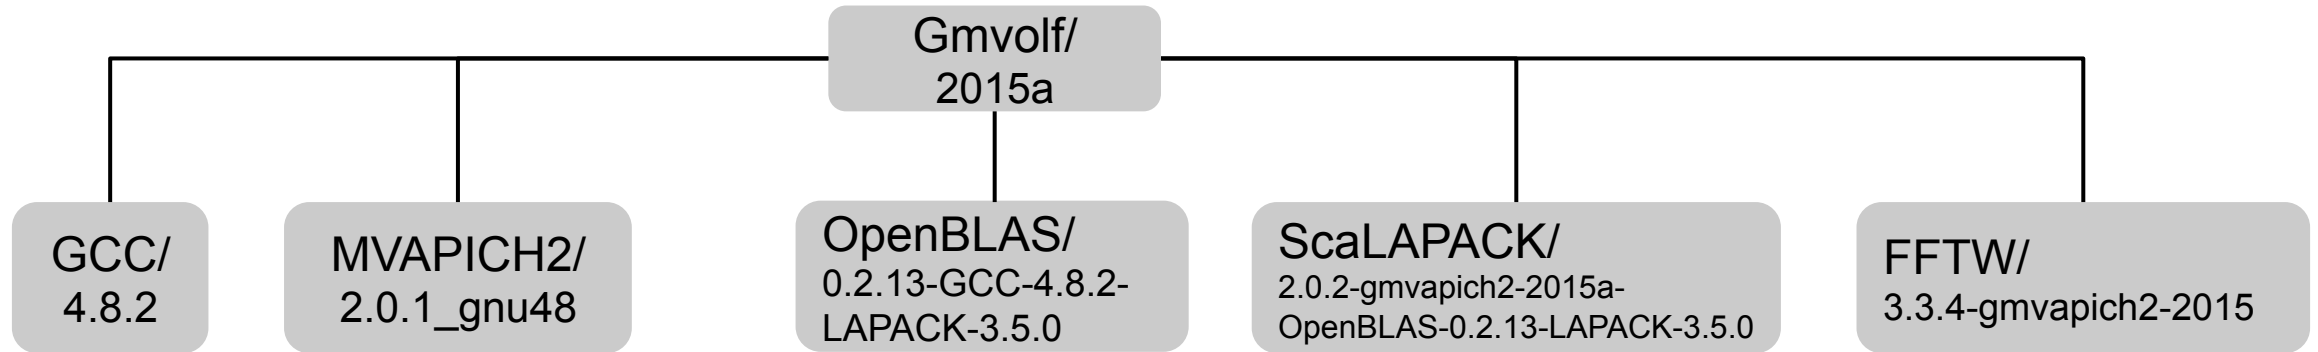 Gmvolf/
2015a
GCC/
4.8.2
MVAPICH2/
2.0.1_gnu48
OpenBLAS/
0.2.13-GCC-4.8.2-
LAPACK-3.5.0
ScaLAPACK/
2.0.2-gmvapich2-2015a-
OpenBLAS-0.2.13-LAPACK-3.5.0
FFTW/
3.3.4-gmvapich2-2015